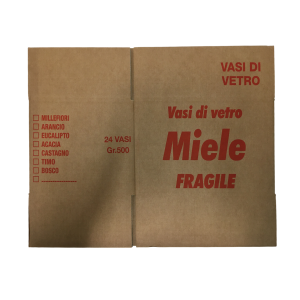 VASI DI
VETRO
MILLEFIORI
ARANCIO
EUCALIPTO
ACACIA
CASTAGNO
TIMO
BOSCO
24 VASI
Gr.500
Vasi di vetro
Miele
FRAGILE